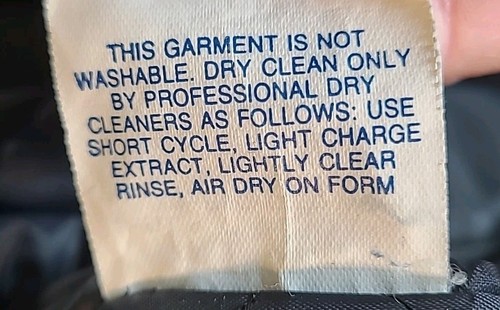 THIS GARMENT IS NOT
WASHABLE. DRY CLEAN ONLY
BY PROFESSIONAL DRY
CLEANERS AS FOLLOWS: USE
SHORT CYCLE, LIGHT CHARGE
EXTRACT, LIGHTLY CLEAR
RINSE, AIR DRY ON FORM